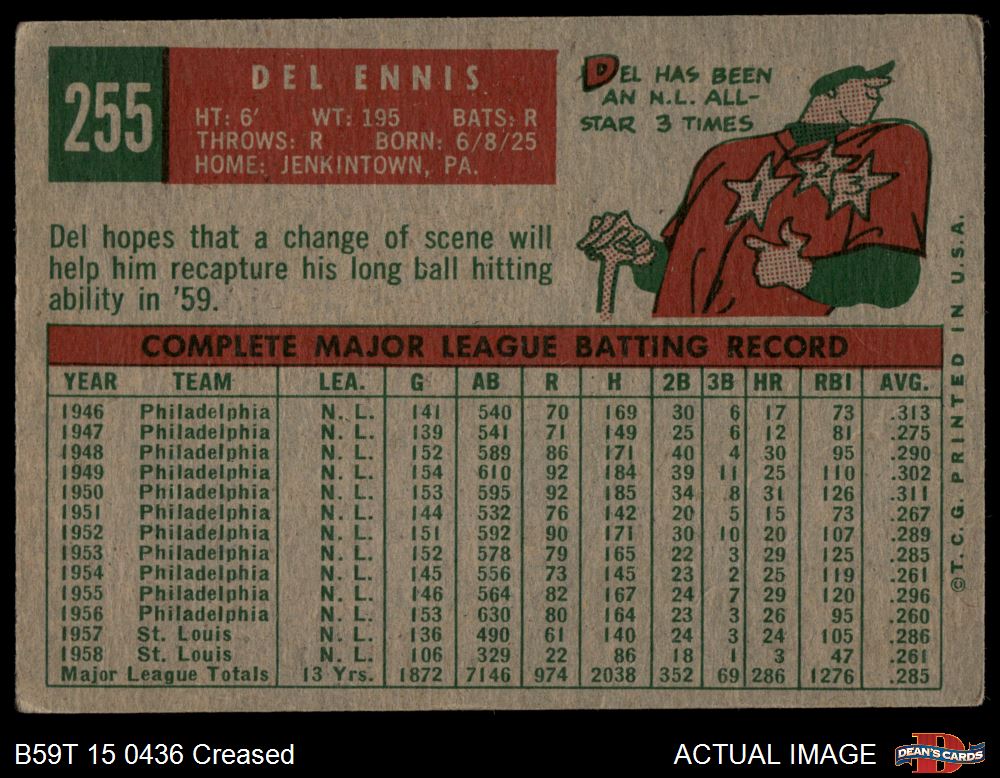 255
DEL ENNIS
HT: 6' WT: 195 BATS: R
THROWS: R BORN: 6/8/25
HOME: JENKINTOWN, PA.
DEL HAS BEEN
AN N.L. ALL-
STAR 3 TIMES
1 2 3
Del hopes that a change of scene will
help him recapture his long ball hitting
ability in '59.
COMPLETE MAJOR LEAGUE BATTING RECORD
YEAR TEAM LEA. G AB R H 2B 3B HR RBI AVG.
1946 Philadelphia N. L. 141 540 70 169 30 6 17 73 .313
1947 Philadelphia N. L. 139 541 71 149 25 6 12 81 .275
1948 Philadelphia N. L. 152 589 86 171 40 4 30 95 .290
1949 Philadelphia N. L. 154 610 92 184 39 11 25 110 .302
1950 Philadelphia N. L. 153 595 92 185 34 8 31 126 .311
1951 Philadelphia N. L. 144 532 76 142 20 5 15 73 .267
1952 Philadelphia N. L. 151 592 90 171 30 10 20 107 .289
1953 Philadelphia N. L. 152 578 79 165 22 3 29 125 .285
1954 Philadelphia N. L. 145 556 73 145 23 2 25 119 .261
1955 Philadelphia N. L. 146 564 82 167 24 7 29 120 .296
1956 Philadelphia N. L. 153 630 80 164 23 3 26 95 .260
1957 St. Louis N. L. 136 490 61 140 24 3 24 105 .286
1958 St. Louis N. L. 106 329 22 86 18 1 3 47 .261
Major League Totals 13 Yrs. 1872 7146 974 2038 352 69 286 1276 .285
©T. C. G. PRINTED IN U.S.A.
B59T 15 0436 Creased
ACTUAL IMAGE
DEAN'S CARDS